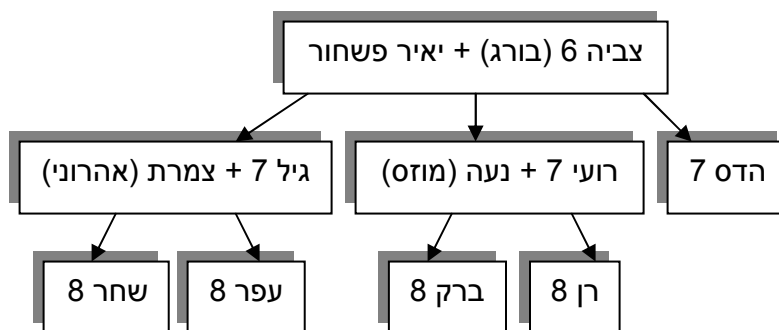 צביה 6 (בורג) + יאיר פשחור
הדס 7
רועי 7 + נעה (מוזס)
גיל 7 + צמרת (אהרוני)
רן 8
ברק 8
עפר 8
שחר 8